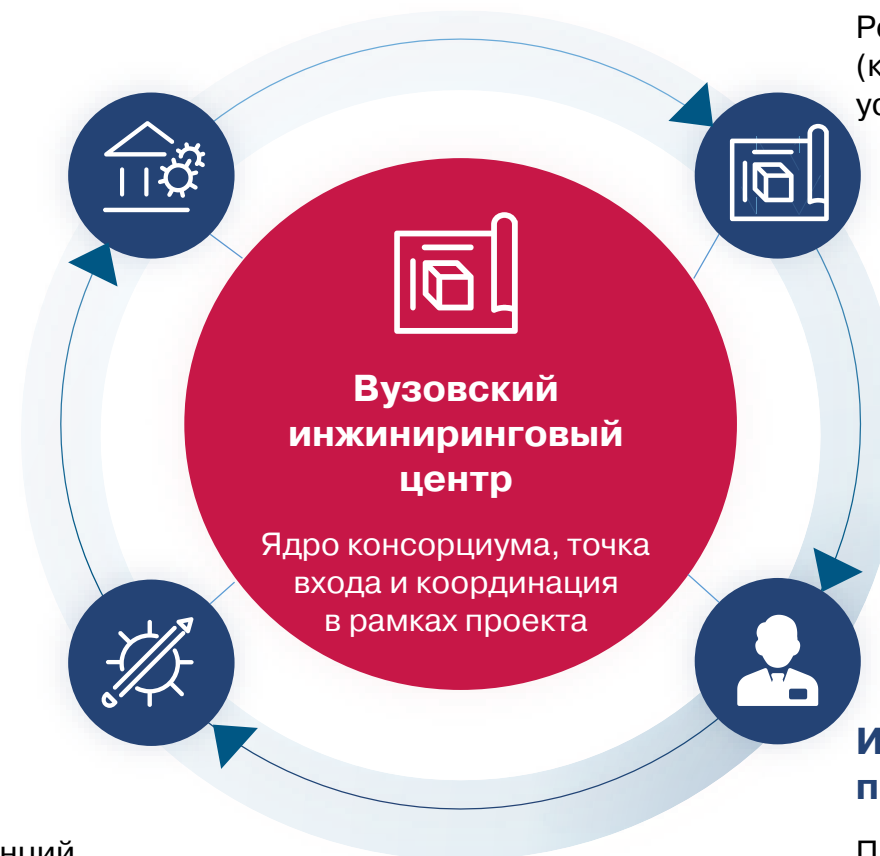 Вузовский
инжиниринговый
центр
Ядро консорциума, точка
входа и координация
в рамках проекта